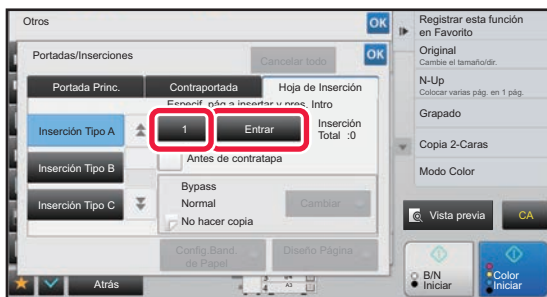 Otros
OK
Portadas/Inserciones
Cancelar todo
OK
Portada Princ.
Contraportada
Hoja de Inserción
Especif. pág a insertar y pres. Intro
Inserción Tipo A
1
Entrar
Inserción
Total :0
Antes de contratapa
Inserción Tipo B
Bypass
Normal
Cambiar
No hacer copia
Inserción Tipo C
Config Band.
de Papel
Diseño Página
Atrás
3
4
A3
Registrar esta función
en Favorito
Original
Cambie el tamaño/dir.
N-Up
Colocar varias pág. en 1 pág.
Grapado
Copia 2-Caras
Modo Color
Vista previa
CA
B/N
Iniciar
Color
Iniciar